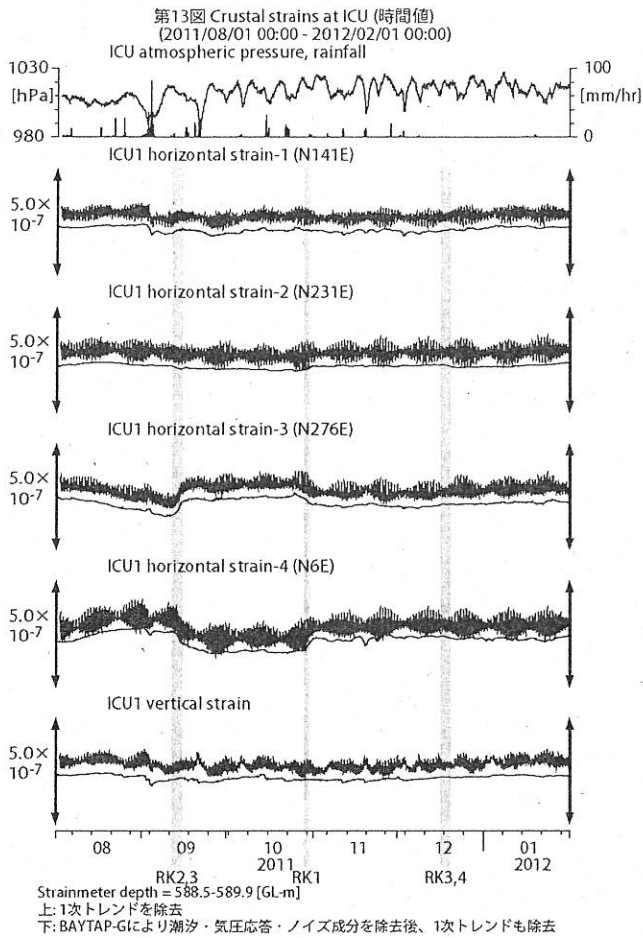 第13図 Crustal strains at ICU (時間値)
(2011/08/01 00:00 - 2012/02/01 00:00)
ICU atmospheric pressure, rainfall
1030
[hPa]
980
100
[mm/hr]
0
ICU1 horizontal strain-1 (N141E)
5.0×
10-7
ICU1 horizontal strain-2 (N231E)
5.0×
10-7
ICU1 horizontal strain-3 (N276E)
5.0×
10-7
ICU1 horizontal strain-4 (N6E)
5.0×
10-7
ICU1 vertical strain
5.0×
10-7
08 09 10 11 12 01
2011 2012
RK2,3 RK1 RK3,4
Strainmeter depth = 588.5-589.9 [GL-m]
上: 1次トレンドを除去
下: BAYTAP-Gにより潮汐・気圧応答・ノイズ成分を除去後、1次トレンドも除去